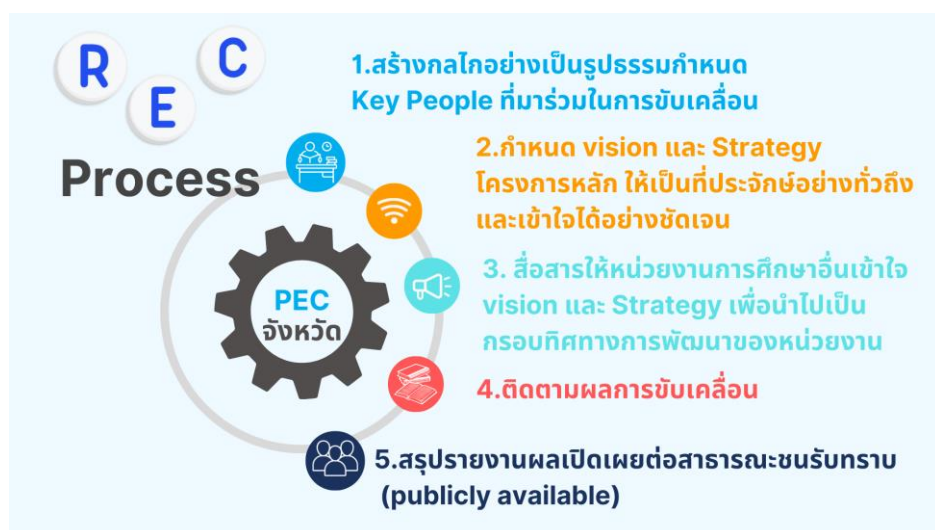 R E C
Process
PEC
จังหวัด
1.สร้างกลไกอย่างเป็นรูปธรรมกำหนด
Key People ที่มาร่วมในการขับเคลื่อน
2.กำหนด vision และ Strategy
โครงการหลัก ให้เป็นที่ประจักษ์อย่างทั่วถึง
และเข้าใจได้อย่างชัดเจน
3. สื่อสารให้หน่วยงานการศึกษาอื่นเข้าใจ
vision และ Strategy เพื่อนำไปเป็น
กรอบทิศทางการพัฒนาของหน่วยงาน
4.ติดตามผลการขับเคลื่อน
5.สรุปรายงานผลเปิดเผยต่อสาธารณะชนรับทราบ
(publicly available)